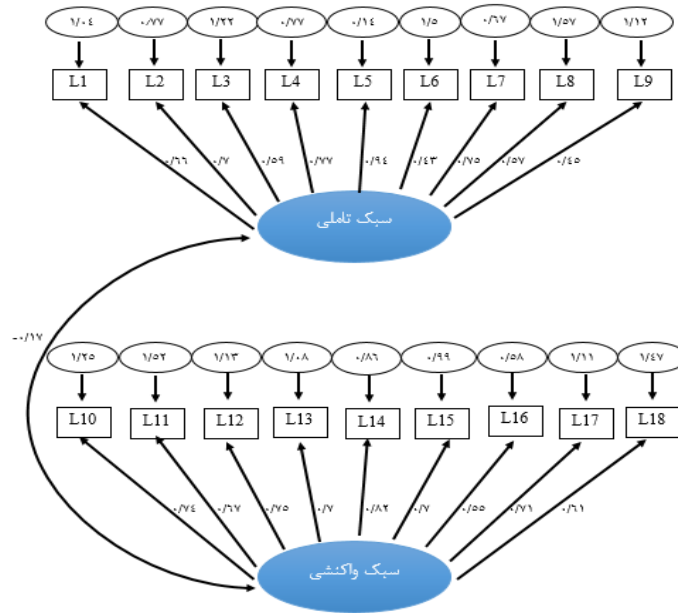 ۱/۰۴ ۰/۷۷ ۱/۲۲ ۰/۷۷ ۰/۱۴ ۱/۵ ۰/۶۷ ۱/۵۷ ۱/۱۲
L1 L2 L3 L4 L5 L6 L7 L8 L9
۰/۶۶ ۰/۷ ۰/۵۹ ۰/۷۷ ۰/۹۴ ۰/۴۳ ۰/۷۵ ۰/۵۷ ۰/۴۵
سبک تاملی
-۰/۱۷
۱/۲۵ ۱/۵۲ ۱/۱۳ ۱/۰۸ ۰/۸۶ ۰/۹۹ ۰/۵۸ ۱/۱۱ ۱/۴۷
L10 L11 L12 L13 L14 L15 L16 L17 L18
۰/۷۴ ۰/۶۷ ۰/۷۵ ۰/۷ ۰/۸۲ ۰/۷ ۰/۵۵ ۰/۷۱ ۰/۶۱
سبک واکنشی